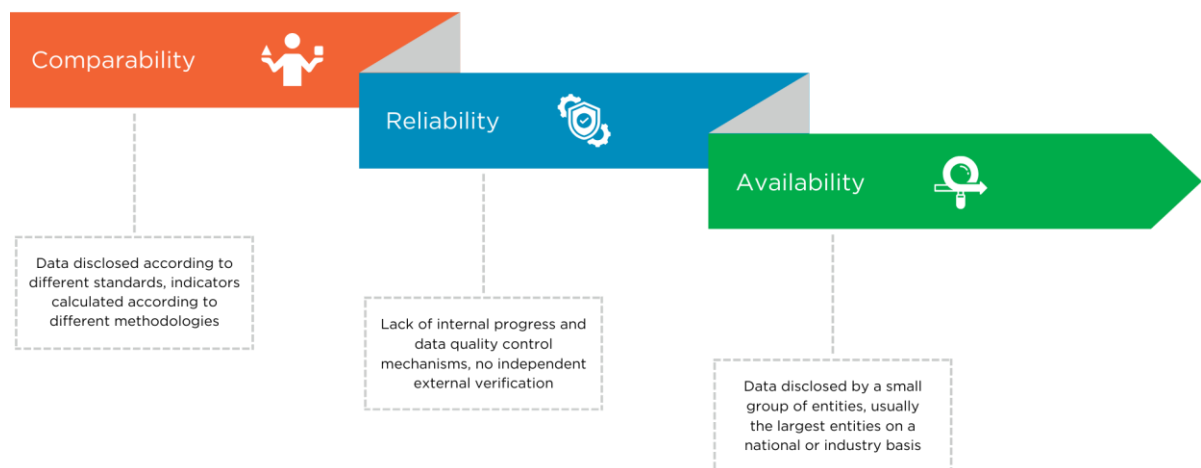 Comparability
Data disclosed according to
different standards, indicators
calculated according to
different methodologies
Reliability
Lack of internal progress and
data quality control
mechanisms, no independent
external verification
Availability
Data disclosed by a small
group of entities, usually
the largest entities on a
national or industry basis